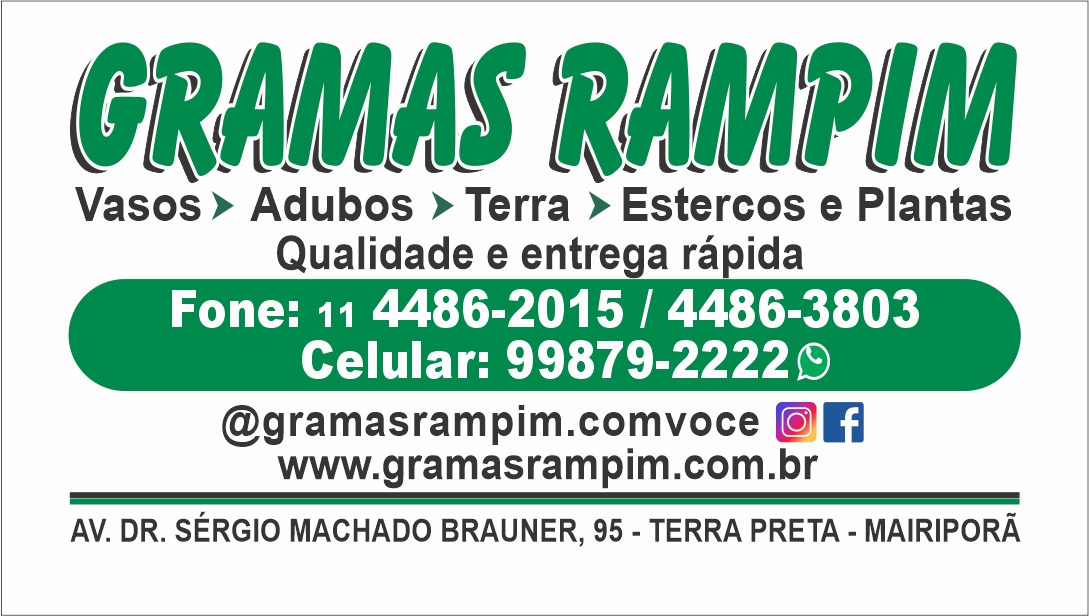 GRAMAS RAMPIM
Vasos > Adubos > Terra > Estercos e Plantas
Qualidade e entrega rápida
Fone: 11 4486-2015 / 4486-3803
Celular: 99879-2222
@gramasrampim.comvoce
www.gramasrampim.com.br
AV. DR. SÉRGIO MACHADO BRAUNER, 95 - TERRA PRETA - MAIRIPORÃ